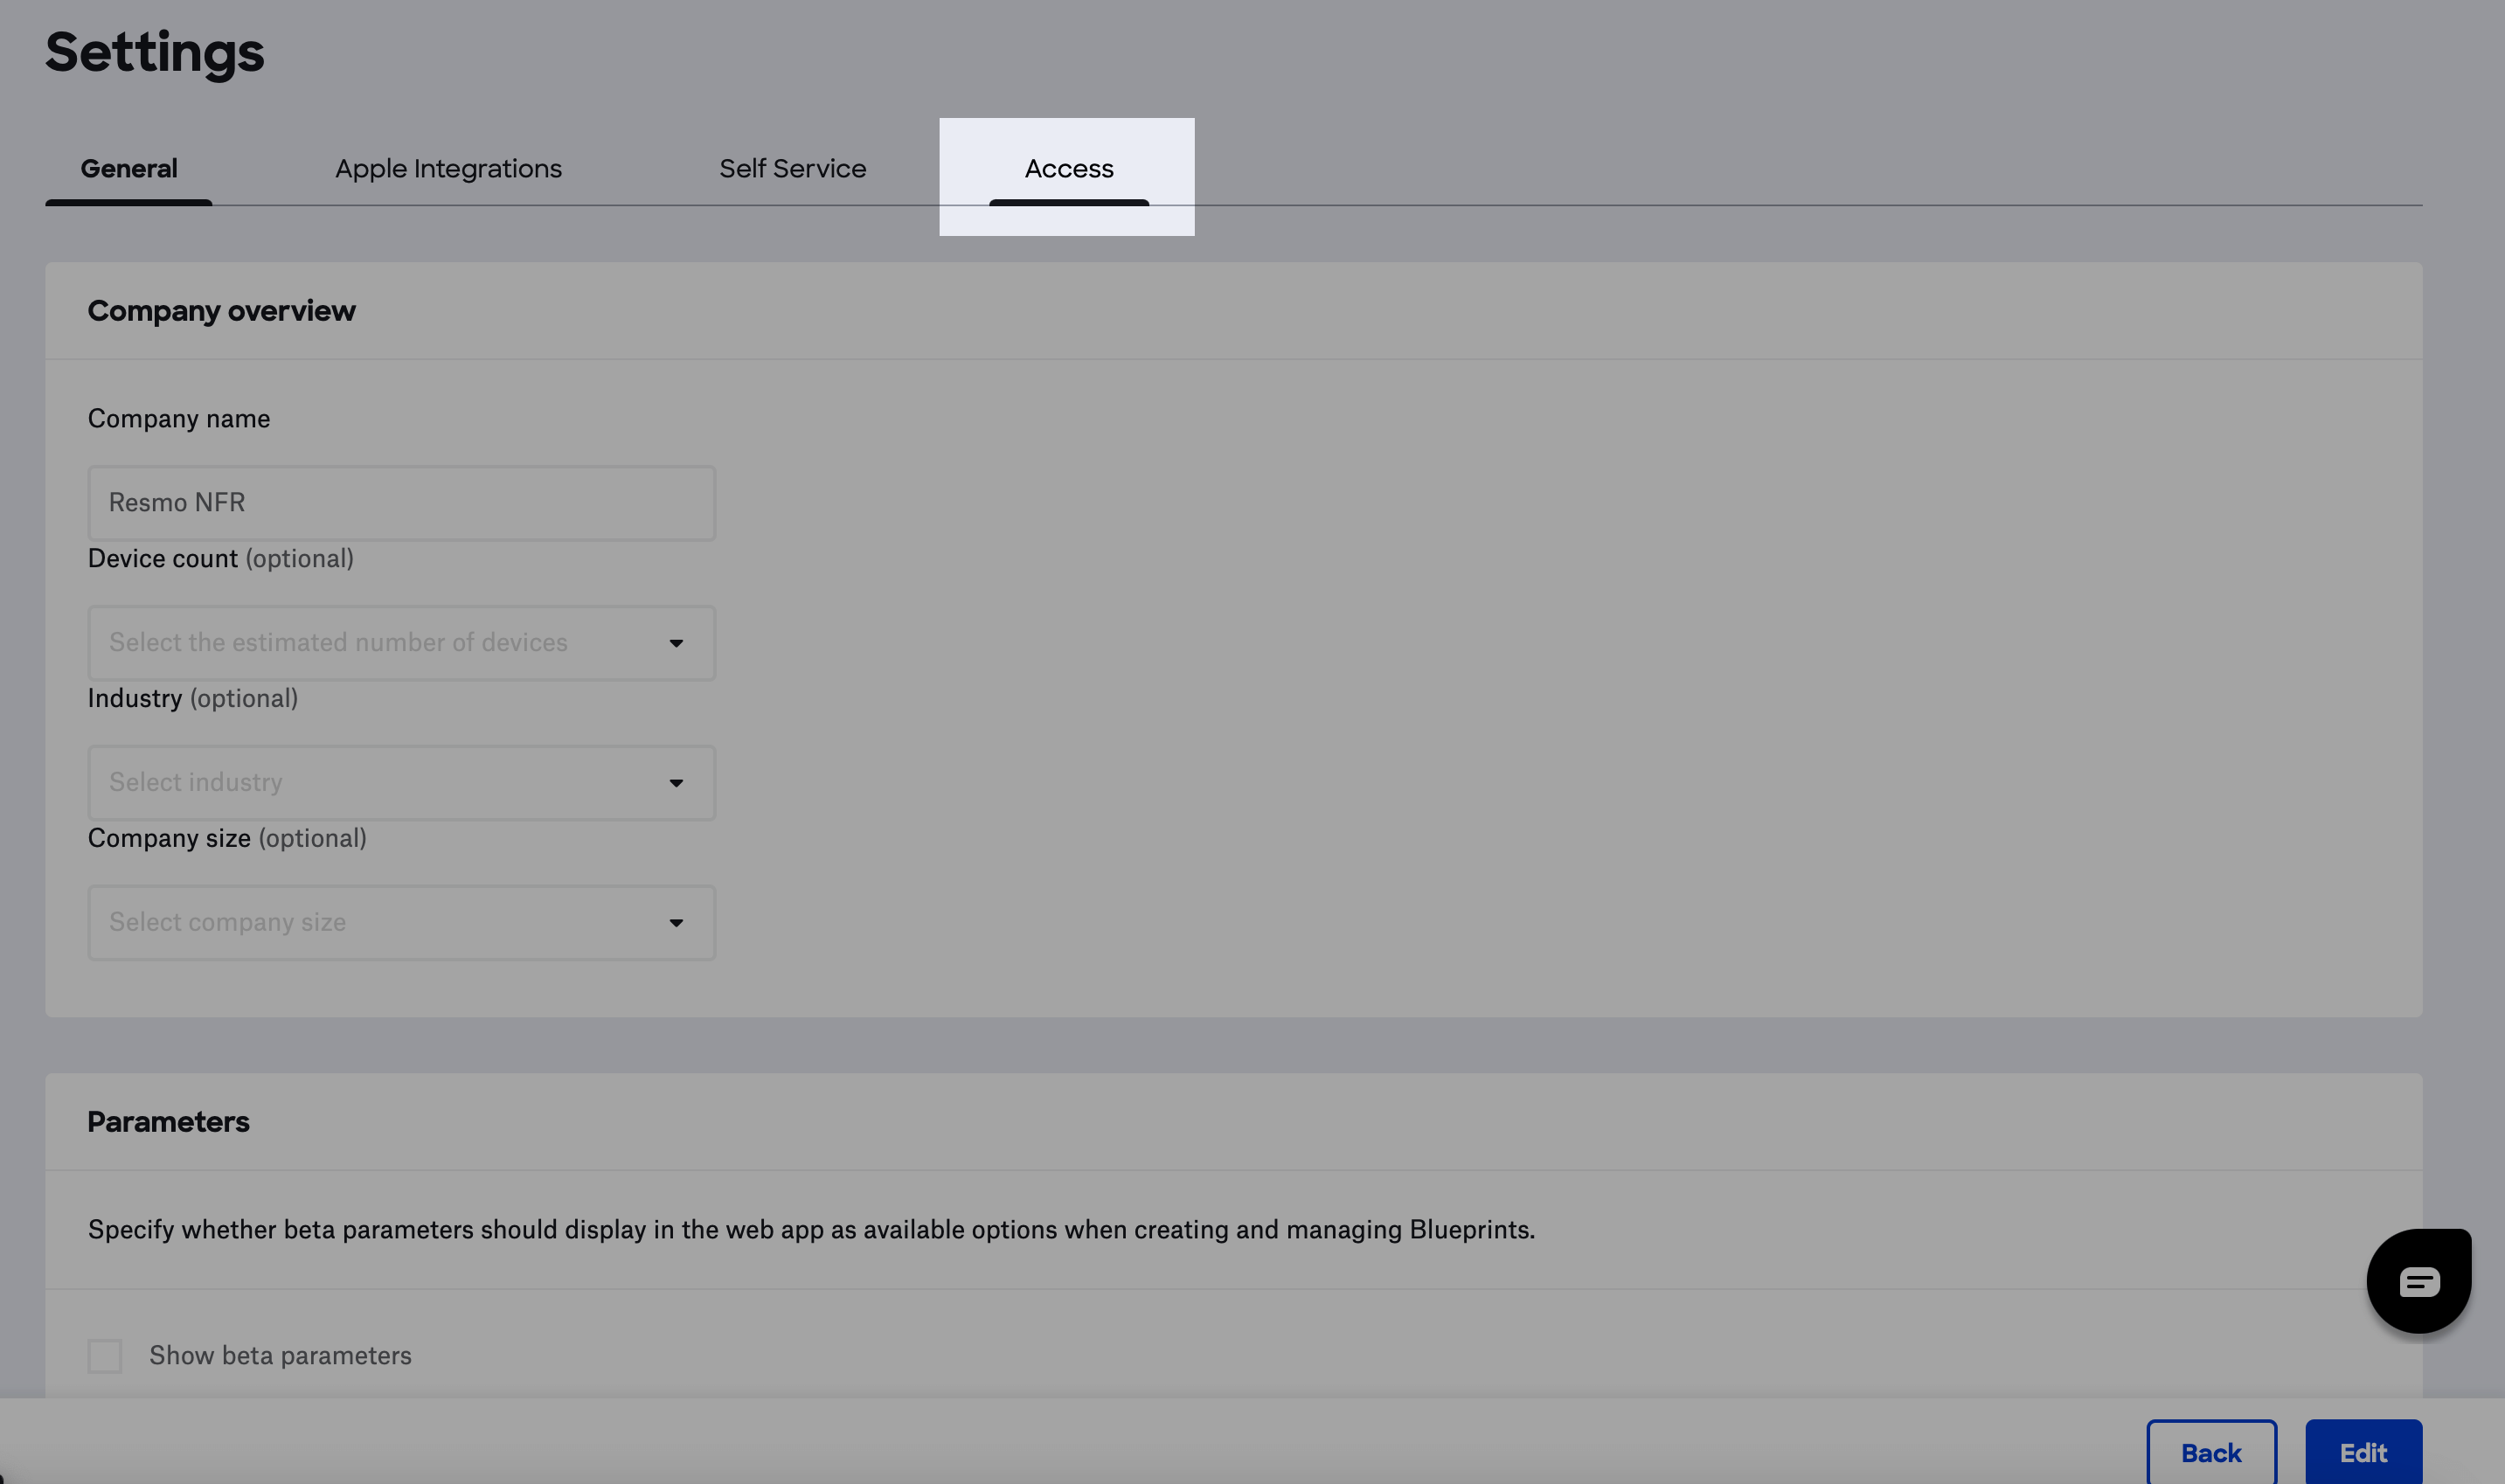 Settings
General Apple Integrations Self Service Access
Company overview
Company name
Resmo NFR
Device count (optional)
Select the estimated number of devices
Industry (optional)
Select industry
Company size (optional)
Select company size
Parameters
Specify whether beta parameters should display in the web app as available options when creating and managing Blueprints.
Show beta parameters
Back Edit